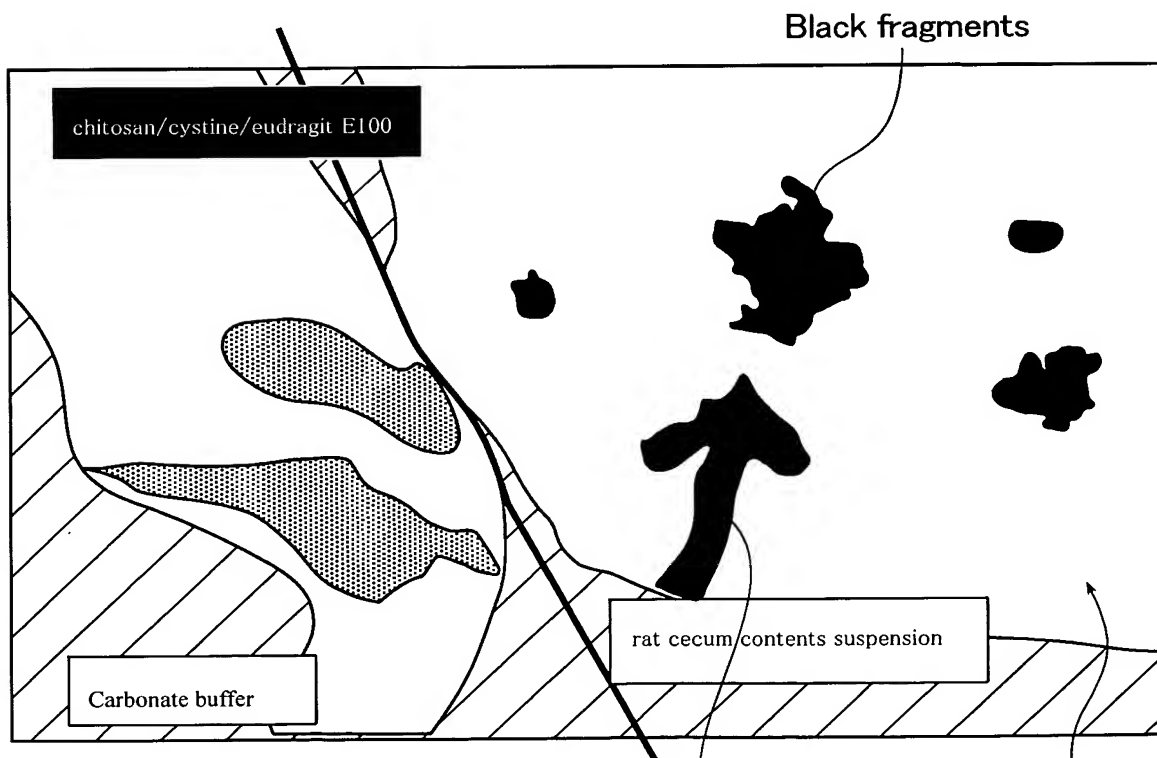 Black fragments
chitosan/cystine/eudragit E100
rat cecum contents suspension
Carbonate buffer